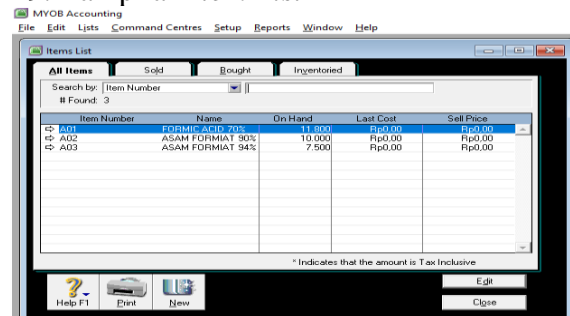 MYOB Accounting
File Edit Lists Command Centres Setup Reports Window Help
Items List
All Items Sold Bought Inventoried
Search by: Item Number
# Found: 3
Item Number Name On Hand Last Cost Sell Price
A01 FORMIC ACID 70% 11.800 Rp0,00 Rp0,00
A02 ASAM FORMIAT 90% 10.000 Rp0,00 Rp0,00
A03 ASAM FORMIAT 94% 7.500 Rp0,00 Rp0,00
* Indicates that the amount is Tax Inclusive
Help F1 Print New Edit
Close